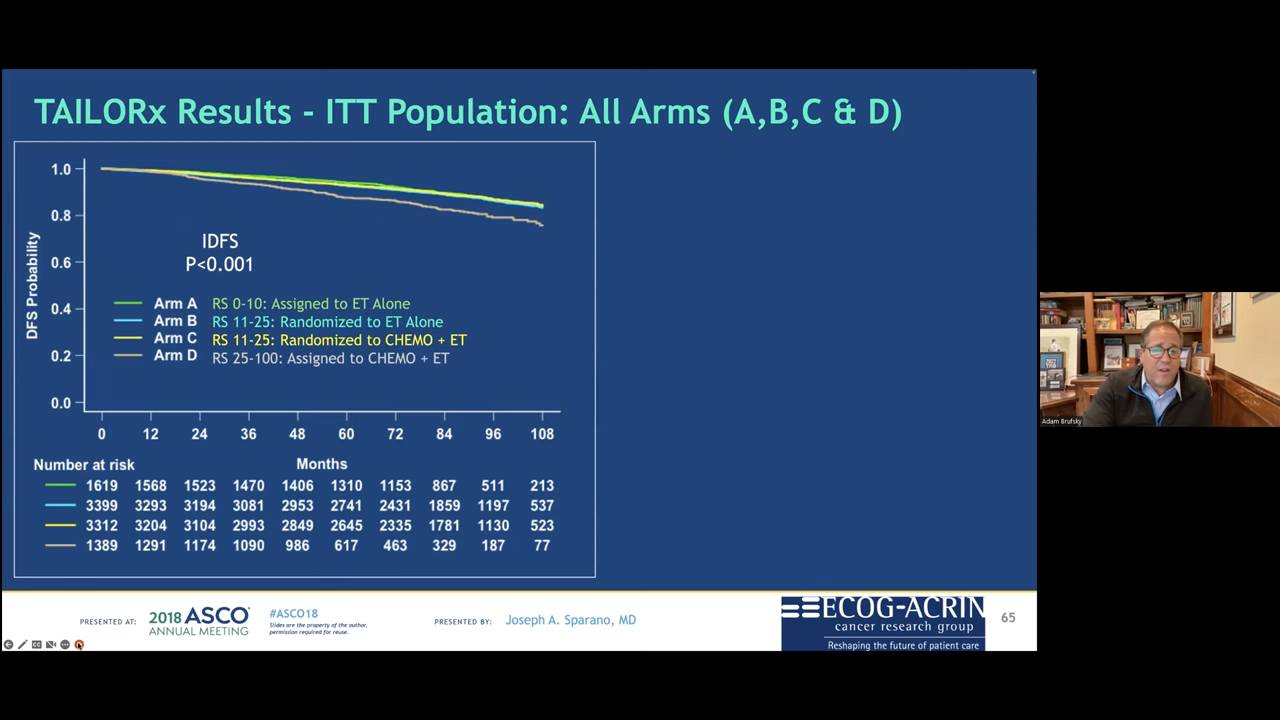 TAILORx Results - ITT Population: All Arms (A,B,C & D)
DFS Probability
1.0
0.8
0.6
0.4
0.2
0.0
IDFS
P<0.001
Arm A RS 0-10: Assigned to ET Alone
Arm B RS 11-25: Randomized to ET Alone
Arm C RS 11-25: Randomized to CHEMO + ET
Arm D RS 25-100: Assigned to CHEMO + ET
0 12 24 36 48 60 72 84 96 108
Number at risk Months
1619 1568 1523 1470 1406 1310 1153 867 511 213
3399 3293 3194 3081 2953 2741 2431 1859 1197 537
3312 3204 3104 2993 2849 2645 2335 1781 1130 523
1389 1291 1174 1090 986 617 463 329 187 77
PRESENTED AT:
2018 ASCO
ANNUAL MEETING
#ASCO18
Slides are the property of the author,
permission required for reuse.
PRESENTED BY: Joseph A. Sparano, MD
ECOG-ACRIN
cancer research group
Reshaping the future of patient care
65
Adam Brufsky